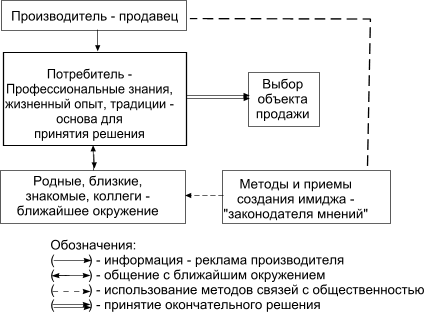 Производитель - продавец
Потребитель -
Профессиональные знания,
жизненный опыт, традиции -
основа для
принятия решения
Выбор
объекта
продажи
Родные, близкие,
знакомые, коллеги -
ближайшее окружение
Методы и приемы
создания имиджа -
"законодателя мнений"
Обозначения:
(→) - информация - реклама производителя
(↔) - общение с ближайшим окружением
(- →) - использование методов связей с общественностью
(⇒) - принятие окончательного решения